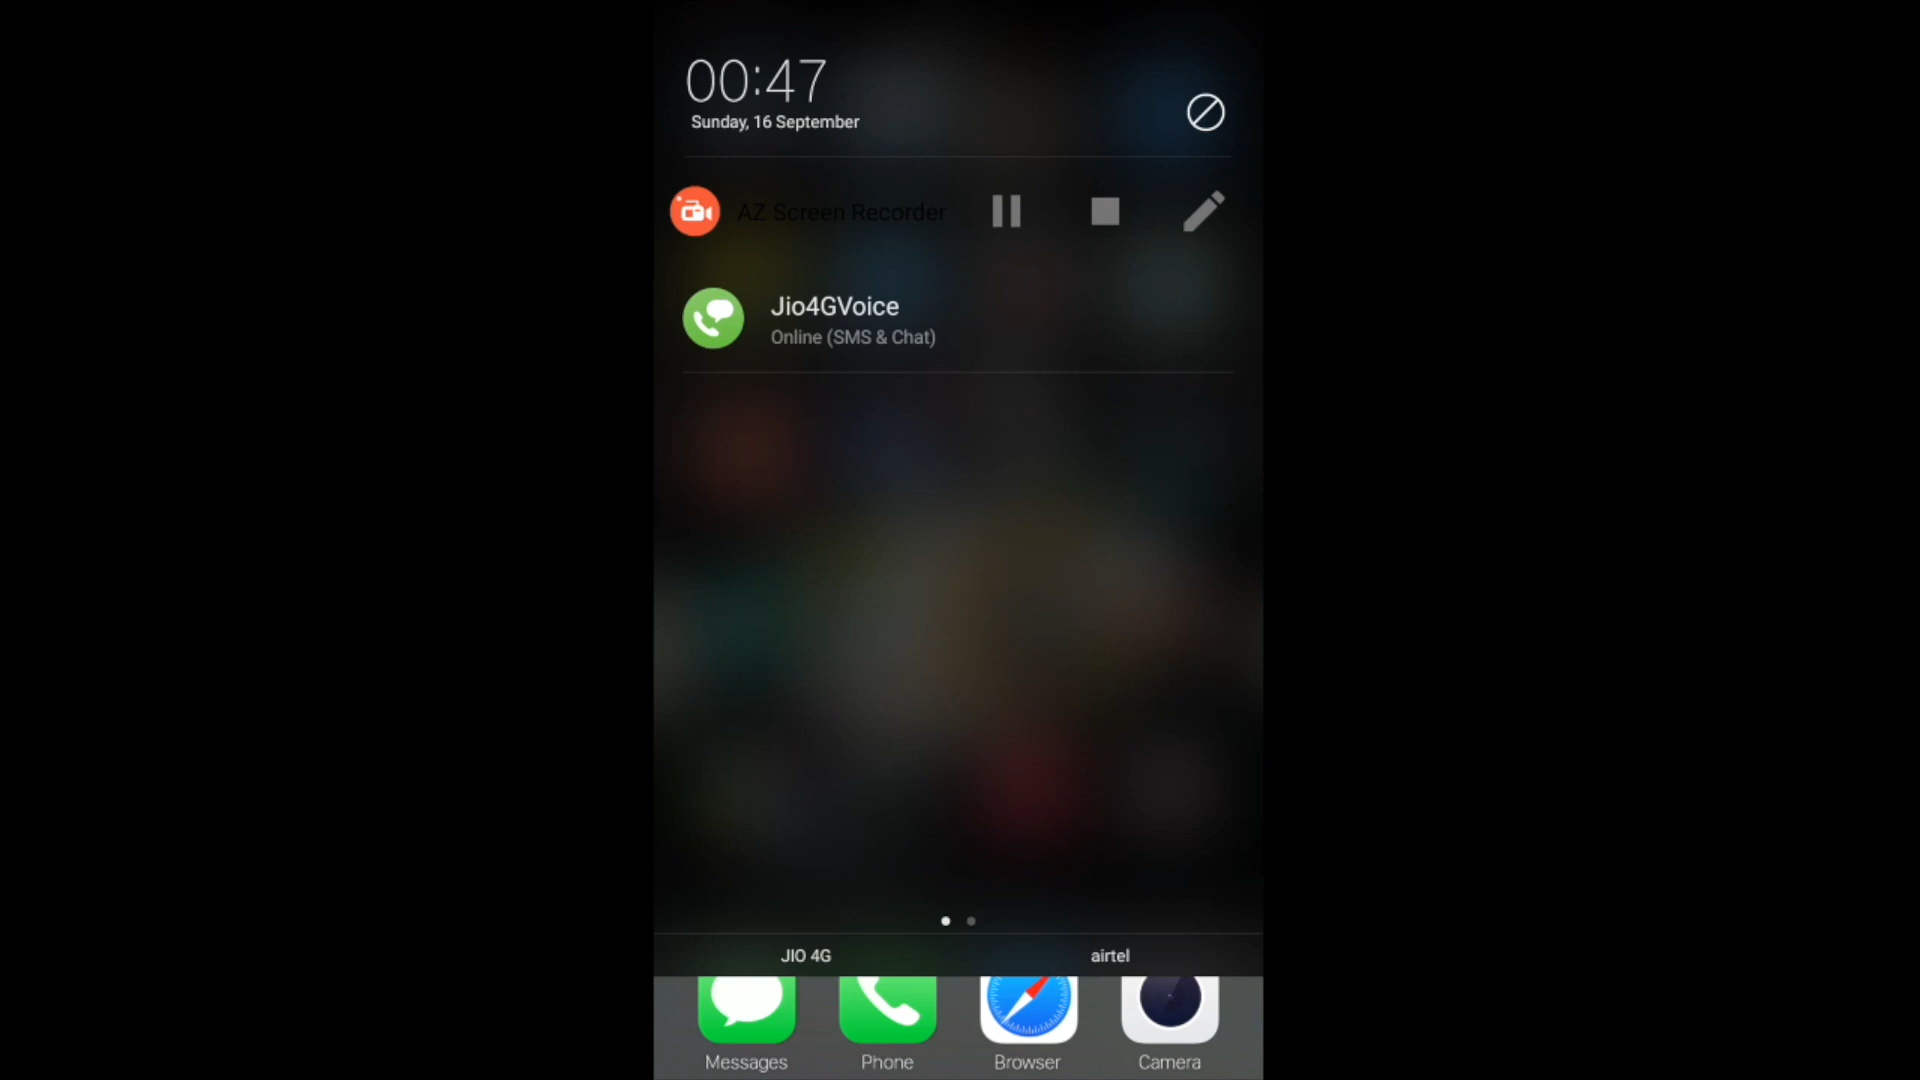 00:47
Sunday, 16 September
AZ Screen Recorder
Jio4GVoice
Online (SMS & Chat)
JIO 4G airtel
Messages Phone Browser Camera